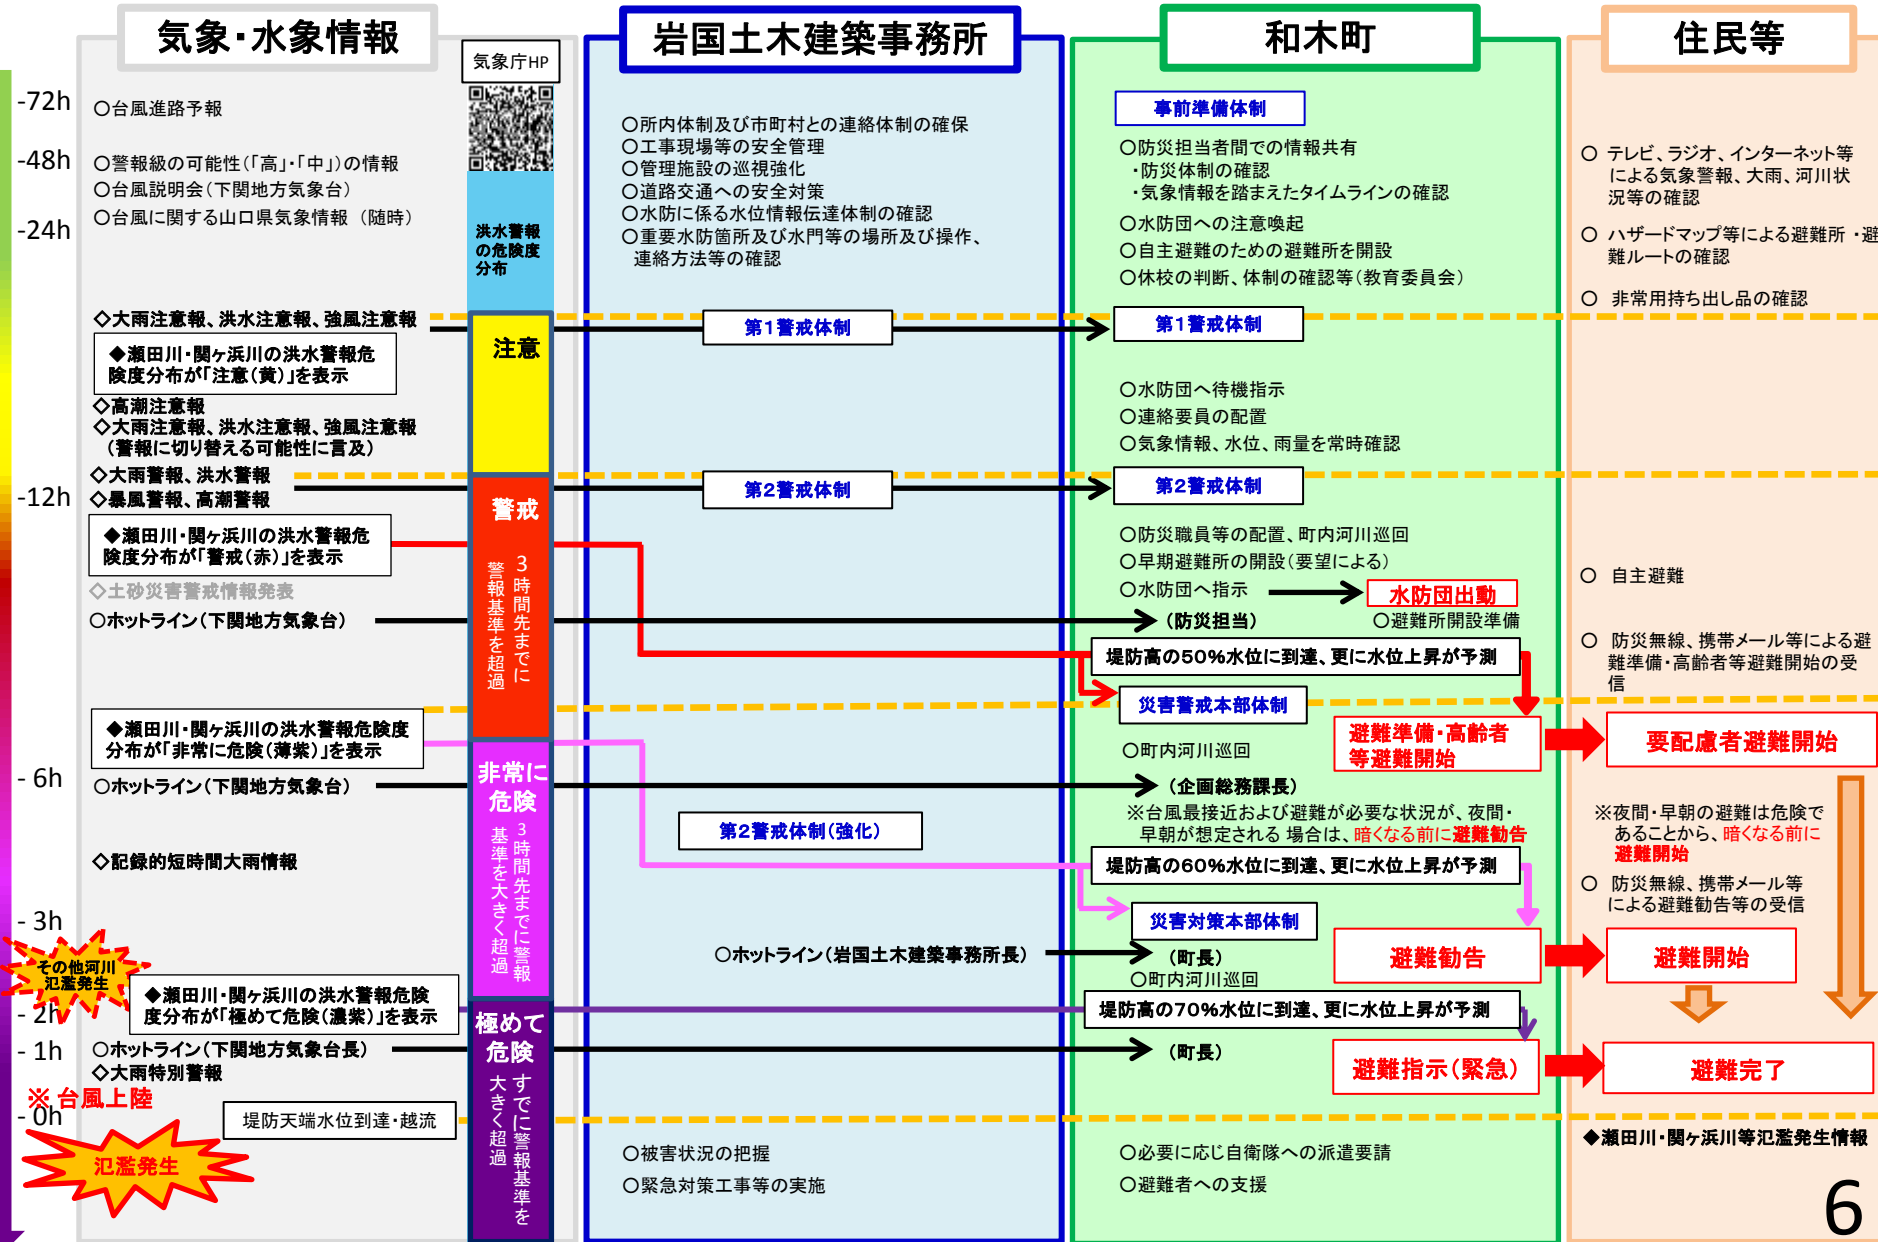 気象・水象情報
岩国土木建築事務所
和木町
住民等
気象庁HP
-72h
-48h
-24h
-12h
- 6h
- 3h
- 2h
- 1h
- 0h
○台風進路予報
○警報級の可能性(「高」・「中」)の情報
○台風説明会(下関地方気象台)
○台風に関する山口県気象情報 (随時)
◇大雨注意報、洪水注意報、強風注意報
◆瀬田川・関ヶ浜川の洪水警報危
険度分布が「注意(黄)」を表示
◇高潮注意報
◇大雨注意報、洪水注意報、強風注意報
(警報に切り替える可能性に言及)
◇大雨警報、洪水警報
◇暴風警報、高潮警報
◆瀬田川・関ヶ浜川の洪水警報危
険度分布が「警戒(赤)」を表示
◇土砂災害警戒情報発表
○ホットライン(下関地方気象台)
◆瀬田川・関ヶ浜川の洪水警報危険度
分布が「非常に危険(薄紫)」を表示
○ホットライン(下関地方気象台)
◇記録的短時間大雨情報
その他河川
氾濫発生
◆瀬田川・関ヶ浜川の洪水警報危険
度分布が「極めて危険(濃紫)」を表示
○ホットライン(下関地方気象台長)
◇大雨特別警報
※台風上陸
堤防天端水位到達・越流
氾濫発生
洪水警報
の危険度
分布
注意
警戒
3時間先までに
警報基準を超過
非常に
危険
3時間先までに警報
基準を大きく超過
極めて
危険
すでに警報基準を
大きく超過
○所内体制及び市町村との連絡体制の確保
○工事現場等の安全管理
○管理施設の巡視強化
○道路交通への安全対策
○水防に係る水位情報伝達体制の確認
○重要水防箇所及び水門等の場所及び操作、
連絡方法等の確認
第1警戒体制
第2警戒体制
第2警戒体制(強化)
○ホットライン(岩国土木建築事務所長)
○被害状況の把握
○緊急対策工事等の実施
事前準備体制
○防災担当者間での情報共有
・防災体制の確認
・気象情報を踏まえたタイムラインの確認
○水防団への注意喚起
○自主避難のための避難所を開設
○休校の判断、体制の確認等(教育委員会)
第1警戒体制
○水防団へ待機指示
○連絡要員の配置
○気象情報、水位、雨量を常時確認
第2警戒体制
○防災職員等の配置、町内河川巡回
○早期避難所の開設(要望による)
○水防団へ指示
水防団出動
(防災担当)
○避難所開設準備
堤防高の50%水位に到達、更に水位上昇が予測
災害警戒本部体制
避難準備・高齢者
等避難開始
○町内河川巡回
(企画総務課長)
※台風最接近および避難が必要な状況が、夜間・
早朝が想定される 場合は、暗くなる前に避難勧告
堤防高の60%水位に到達、更に水位上昇が予測
災害対策本部体制
(町長)
避難勧告
○町内河川巡回
堤防高の70%水位に到達、更に水位上昇が予測
(町長)
避難指示(緊急)
○必要に応じ自衛隊への派遣要請
○避難者への支援
○ テレビ、ラジオ、インターネット等
による気象警報、大雨、河川状
況等の確認
○ ハザードマップ等による避難所 ・避
難ルートの確認
○ 非常用持ち出し品の確認
○ 自主避難
○ 防災無線、携帯メール等による避
難準備・高齢者等避難開始の受
信
要配慮者避難開始
※夜間・早朝の避難は危険で
あることから、暗くなる前に
避難開始
○ 防災無線、携帯メール等
による避難勧告等の受信
避難開始
避難完了
◆瀬田川・関ヶ浜川等氾濫発生情報
6